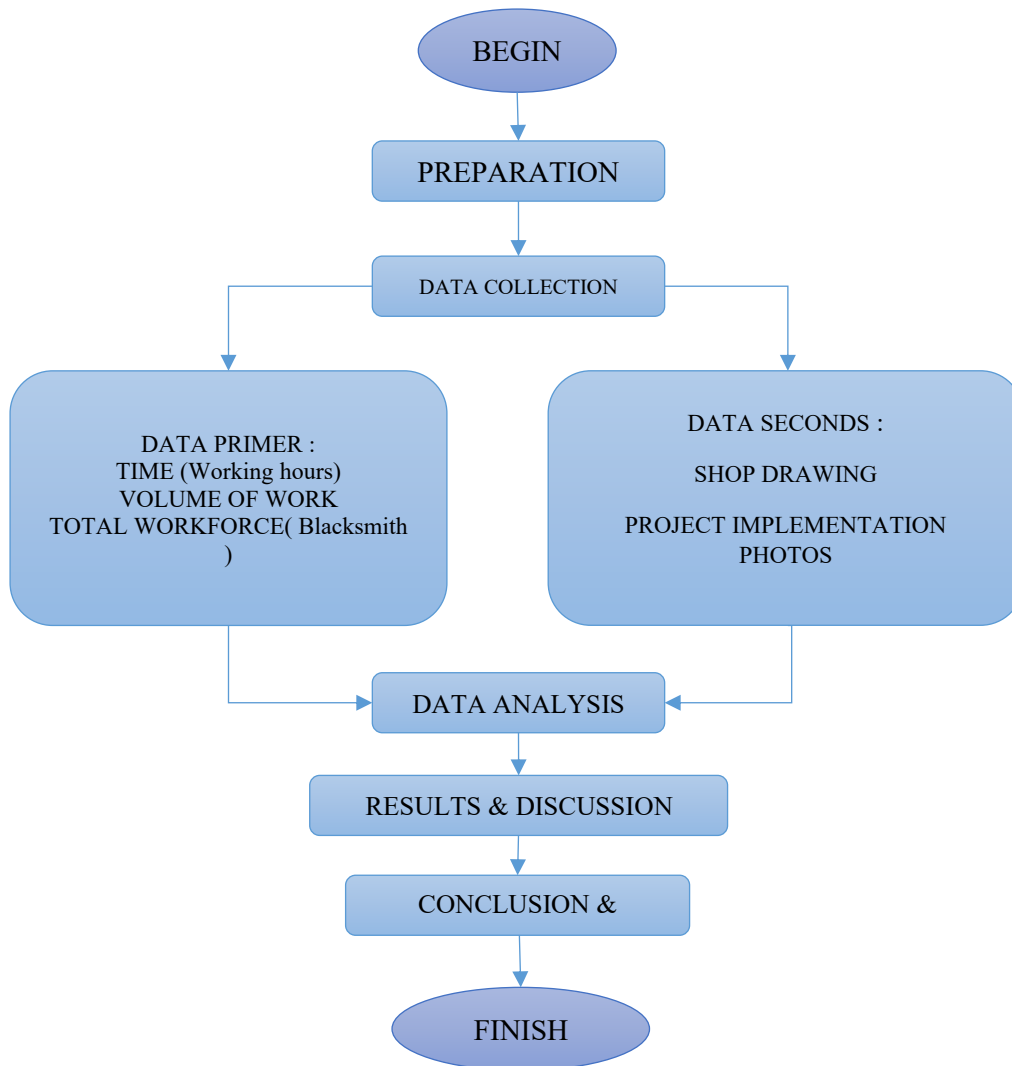 BEGIN
PREPARATION
DATA COLLECTION
DATA PRIMER :
TIME (Working hours)
VOLUME OF WORK
TOTAL WORKFORCE( Blacksmith
)
DATA SECONDS :
SHOP DRAWING
PROJECT IMPLEMENTATION
PHOTOS
DATA ANALYSIS
RESULTS & DISCUSSION
CONCLUSION &
FINISH